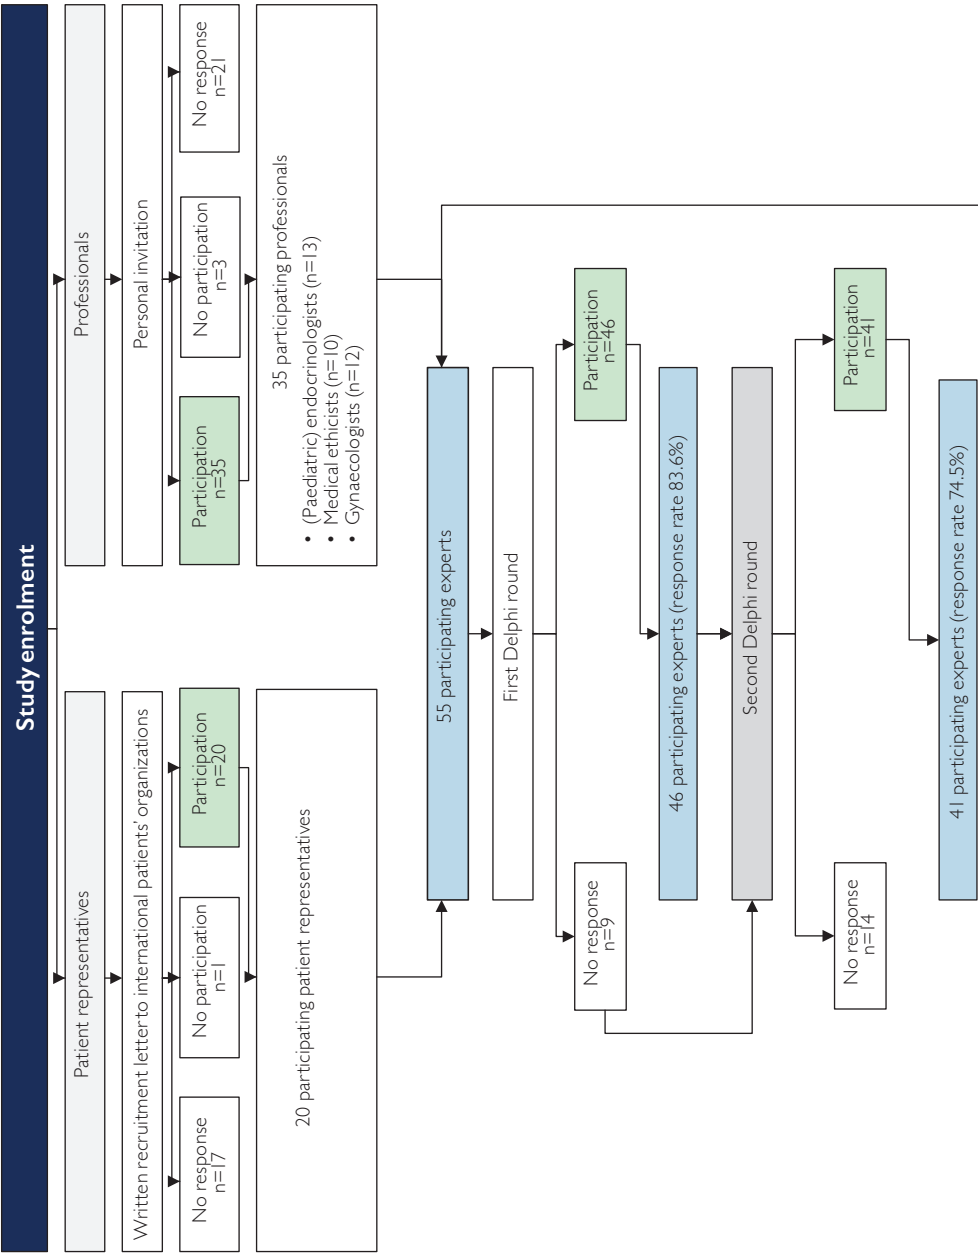 Study enrolment
Patient representatives
Professionals
Written recruitment letter to international patients' organizations
Personal invitation
No response
n=17
No participation
n=1
Participation
n=20
Participation
n=35
No participation
n=3
No response
n=21
20 participating patient representatives
35 participating professionals
• (Paediatric) endocrinologists (n=13)
• Medical ethicists (n=10)
• Gynaecologists (n=12)
55 participating experts
First Delphi round
No response
n=9
Participation
n=46
46 participating experts (response rate 83.6%)
Second Delphi round
No response
n=14
Participation
n=41
41 participating experts (response rate 74.5%)